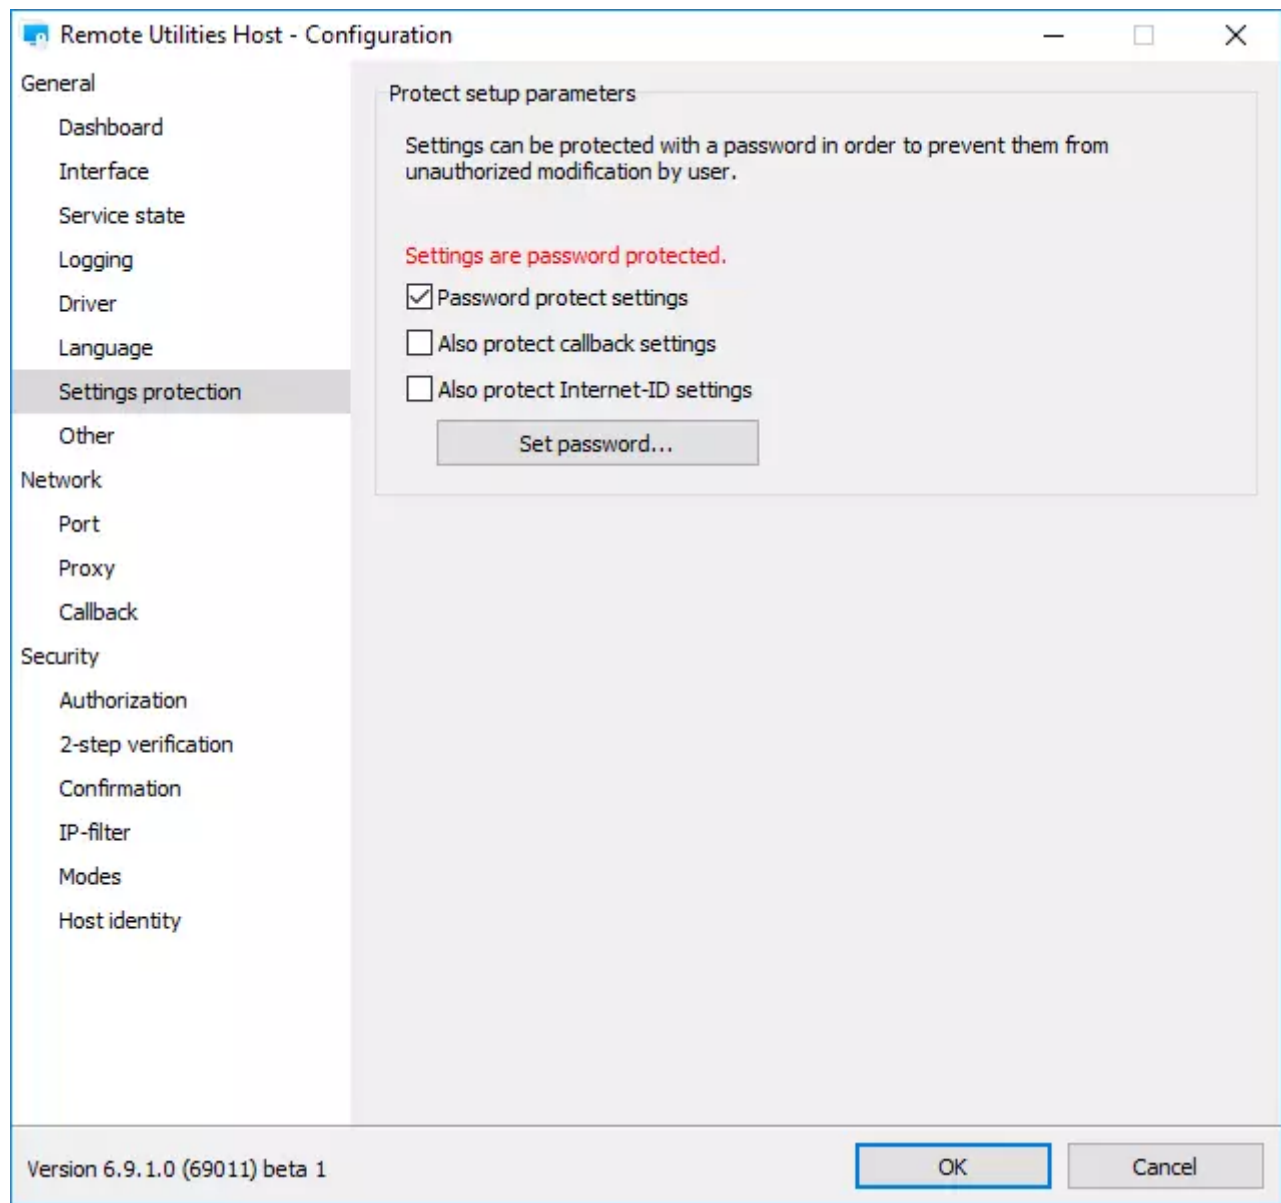 Remote Utilities Host - Configuration
General
Dashboard
Interface
Service state
Logging
Driver
Language
Settings protection
Other
Network
Port
Proxy
Callback
Security
Authorization
2-step verification
Confirmation
IP-filter
Modes
Host identity
Protect setup parameters
Settings can be protected with a password in order to prevent them from
unauthorized modification by user.
Settings are password protected.
Password protect settings
Also protect callback settings
Also protect Internet-ID settings
Set password...
Version 6.9.1.0 (69011) beta 1
OK
Cancel